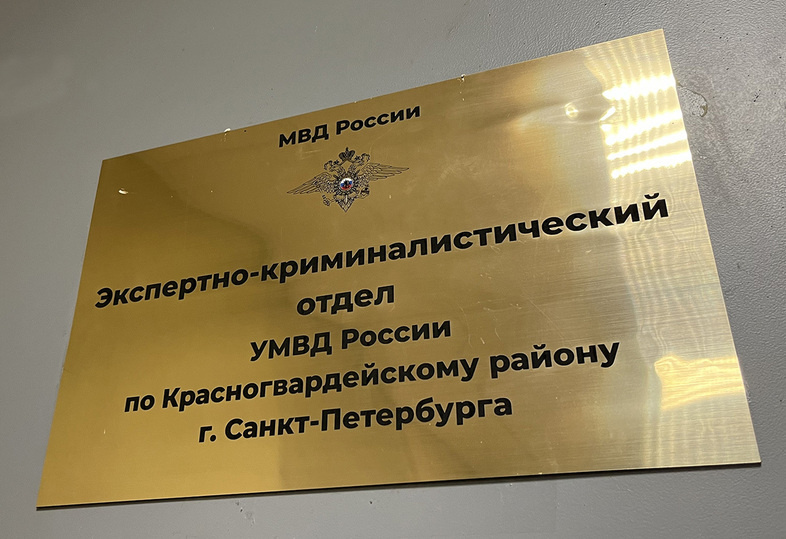 МВД России
Экспертно-криминалистический
отдел
УМВД России
по Красногвардейскому району
г. Санкт-Петербурга